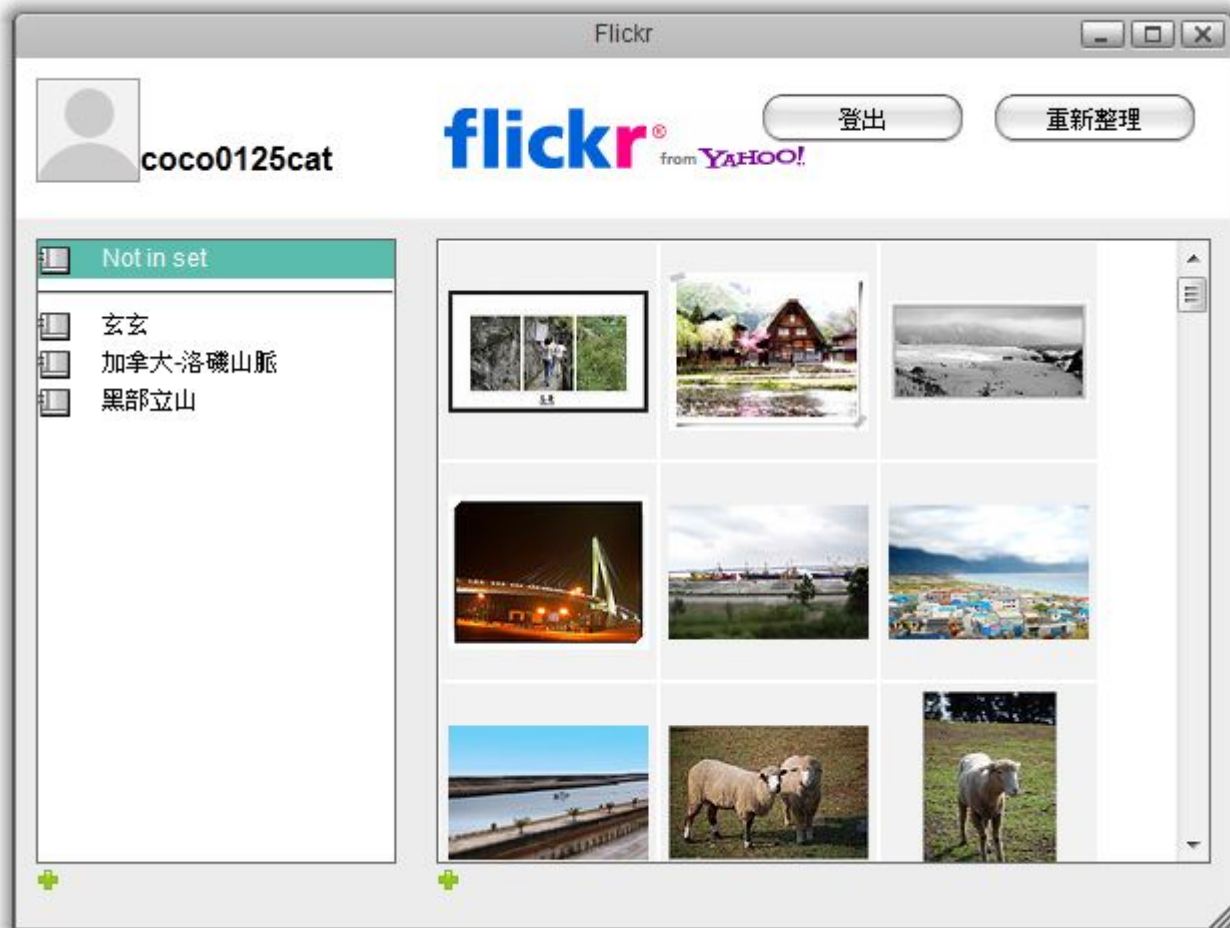 Flickr
coco0125cat
flickr® from YAHOO!
登出
重新整理
Not in set
玄玄
加拿大-洛磯山脈
黑部立山